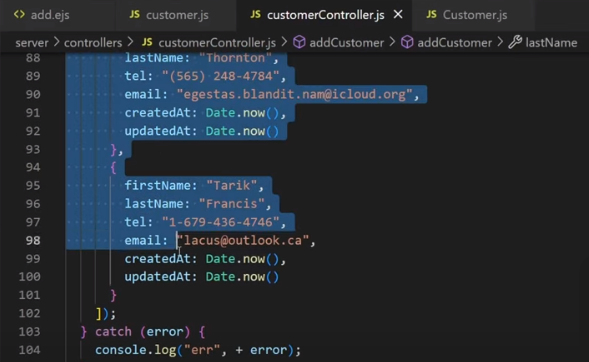 add.ejs JS customer.js JS customerController.js Customer.js
server > controllers > JS customerController.js > addCustomer > addCustomer > lastName
88 lastName: "Thornton",
89 tel: "(565) 248-4784",
90 email: "egestas.blandit.nam@icloud.org",
91 createdAt: Date.now(),
92 updatedAt: Date.now()
93 },
94 {
95 firstName: "Tarik",
96 lastName: "Francis",
97 tel: "1-679-436-4746",
98 email: "lacus@outlook.ca",
99 createdAt: Date.now(),
100 updatedAt: Date.now()
101 }
102 ]);
103 } catch (error) {
104 console.log("err", + error);